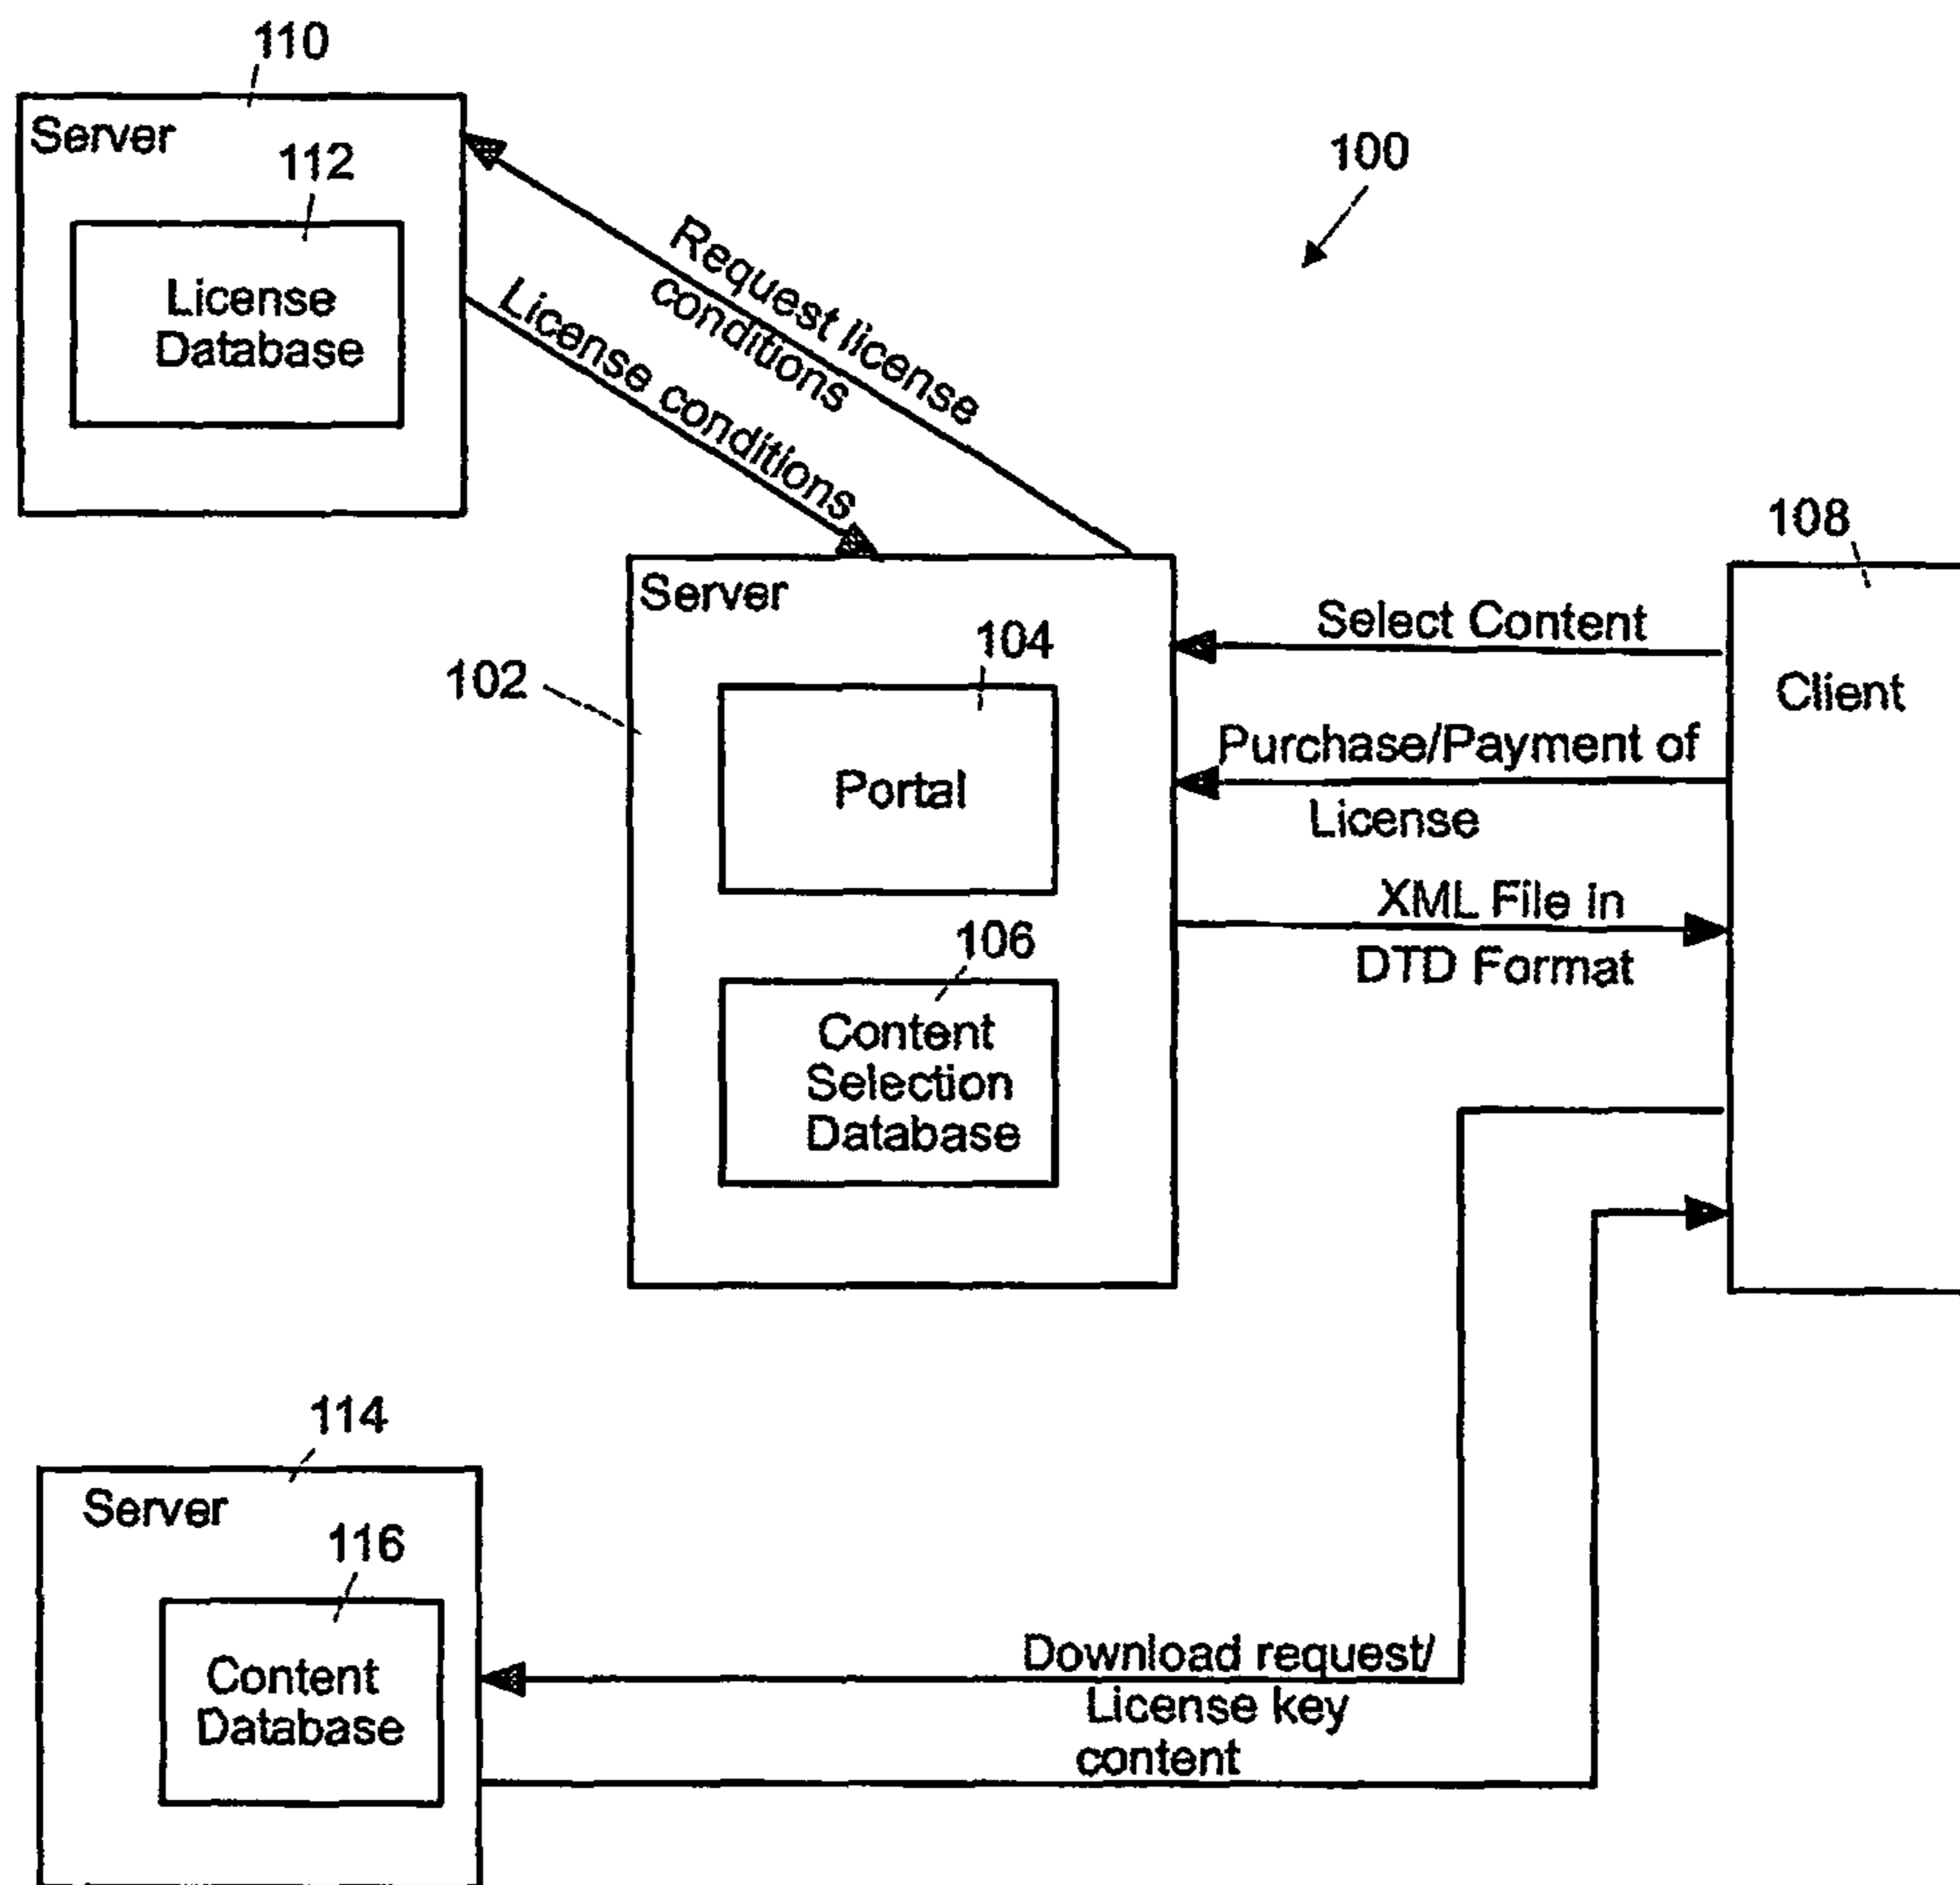 110
Server
112
License
Database
100
Request license
conditions
License conditions
108
Server
Select Content
104
102
Client
Purchase/Payment of
Portal
License
XML File in
106
DTD Format
Content
Selection
Database
114
Server
116
Download request/
Content
License key
Database
content